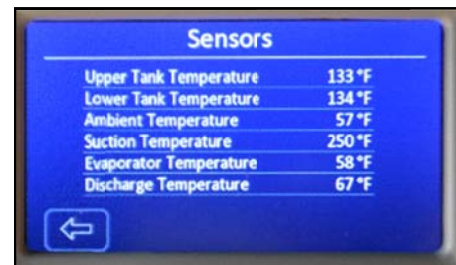 Sensors
Upper Tank Temperature 133 °F
Lower Tank Temperature 134 °F
Ambient Temperature 57 °F
Suction Temperature 250 °F
Evaporator Temperature 58 °F
Discharge Temperature 67 °F